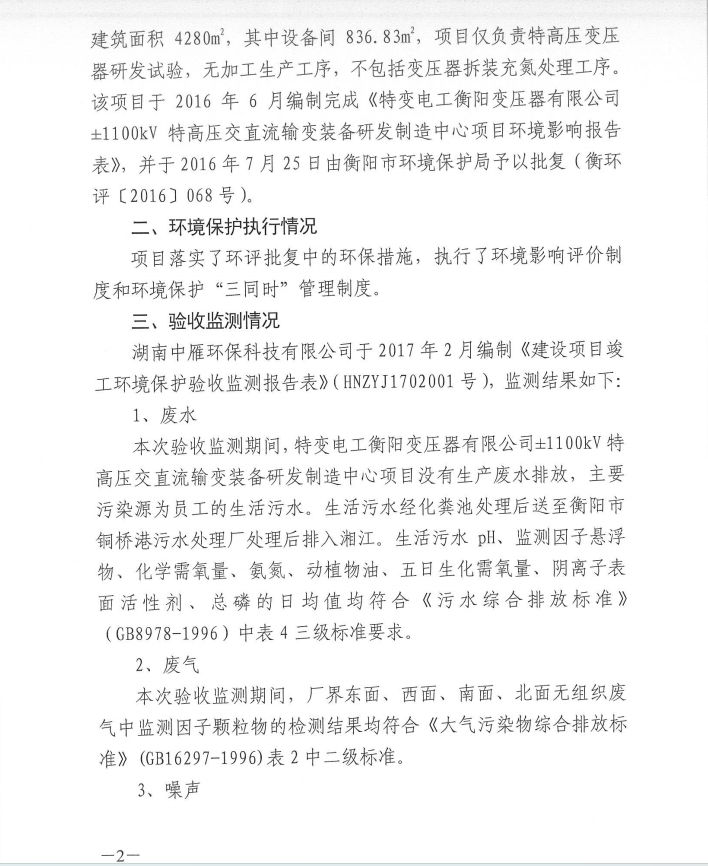 建筑面积 4280m²，其中设备间 836.83m²，项目仅负责特高压变压
器研发试验，无加工生产工序，不包括变压器拆装充氮处理工序。
该项目于 2016 年 6 月编制完成《特变电工衡阳变压器有限公司
±1100kV 特高压交直流输变装备研发制造中心项目环境影响报告
表》，并于 2016 年 7 月 25 日由衡阳市环境保护局予以批复（衡环
评〔2016〕068 号）。
二、环境保护执行情况
项目落实了环评批复中的环保措施，执行了环境影响评价制
度和环境保护“三同时”管理制度。
三、验收监测情况
湖南中雁环保科技有限公司于 2017 年 2 月编制《建设项目竣
工环境保护验收监测报告表》（HNZYJ1702001 号），监测结果如下：
1、废水
本次验收监测期间，特变电工衡阳变压器有限公司±1100kV 特
高压交直流输变装备研发制造中心项目没有生产废水排放，主要
污染源为员工的生活污水。生活污水经化粪池处理后送至衡阳市
铜桥港污水处理厂处理后排入湘江。生活污水 pH、监测因子悬浮
物、化学需氧量、氨氮、动植物油、五日生化需氧量、阴离子表
面活性剂、总磷的日均值均符合《污水综合排放标准》
（GB8978-1996）中表 4 三级标准要求。
2、废气
本次验收监测期间，厂界东面、西面、南面、北面无组织废
气中监测因子颗粒物的检测结果均符合《大气污染物综合排放标
准》(GB16297-1996)表 2 中二级标准。
3、噪声
—2—